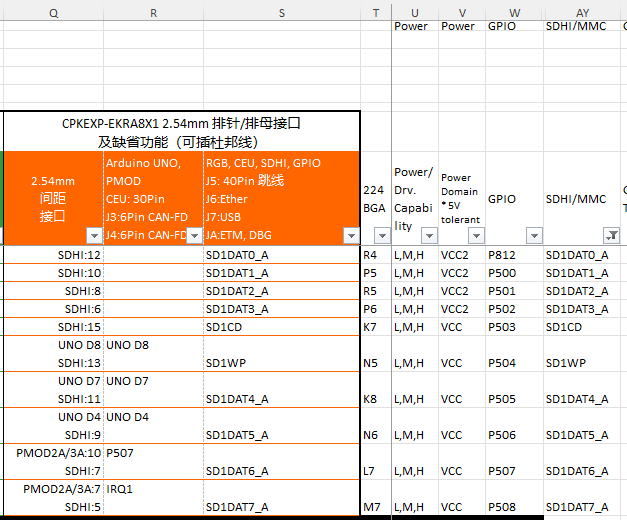 Q R S T U V W AY
Power Power GPIO SDHI/MMC
CPKEXP-EKRA8X1 2.54mm 排针/排母接口
及缺省功能（可插杜邦线）
2.54mm
间距
接口
Arduino UNO,
PMOD
CEU: 30Pin
J3:6Pin CAN-FD
J4:6Pin CAN-FD
RGB, CEU, SDHI, GPIO
J5: 40Pin 跳线
J6:Ether
J7:USB
JA:ETM, DBG
224
BGA
Power/
Drv.
Capabi
lity
Power
Domain
*5V
tolerant
GPIO
SDHI/MMC
SDHI:12 SD1DAT0_A R4 L,M,H VCC2 P812 SD1DAT0_A
SDHI:10 SD1DAT1_A P5 L,M,H VCC2 P500 SD1DAT1_A
SDHI:8 SD1DAT2_A R5 L,M,H VCC2 P501 SD1DAT2_A
SDHI:6 SD1DAT3_A P6 L,M,H VCC2 P502 SD1DAT3_A
SDHI:15 SD1CD K7 L,M,H VCC P503 SD1CD
UNO D8 UNO D8
SDHI:13 SD1WP N5 L,M,H VCC P504 SD1WP
UNO D7 UNO D7
SDHI:11 SD1DAT4_A K8 L,M,H VCC P505 SD1DAT4_A
UNO D4 UNO D4
SDHI:9 SD1DAT5_A N6 L,M,H VCC P506 SD1DAT5_A
PMOD2A/3A:10 P507
SDHI:7 SD1DAT6_A L7 L,M,H VCC P507 SD1DAT6_A
PMOD2A/3A:7 IRQ1
SDHI:5 SD1DAT7_A M7 L,M,H VCC P508 SD1DAT7_A